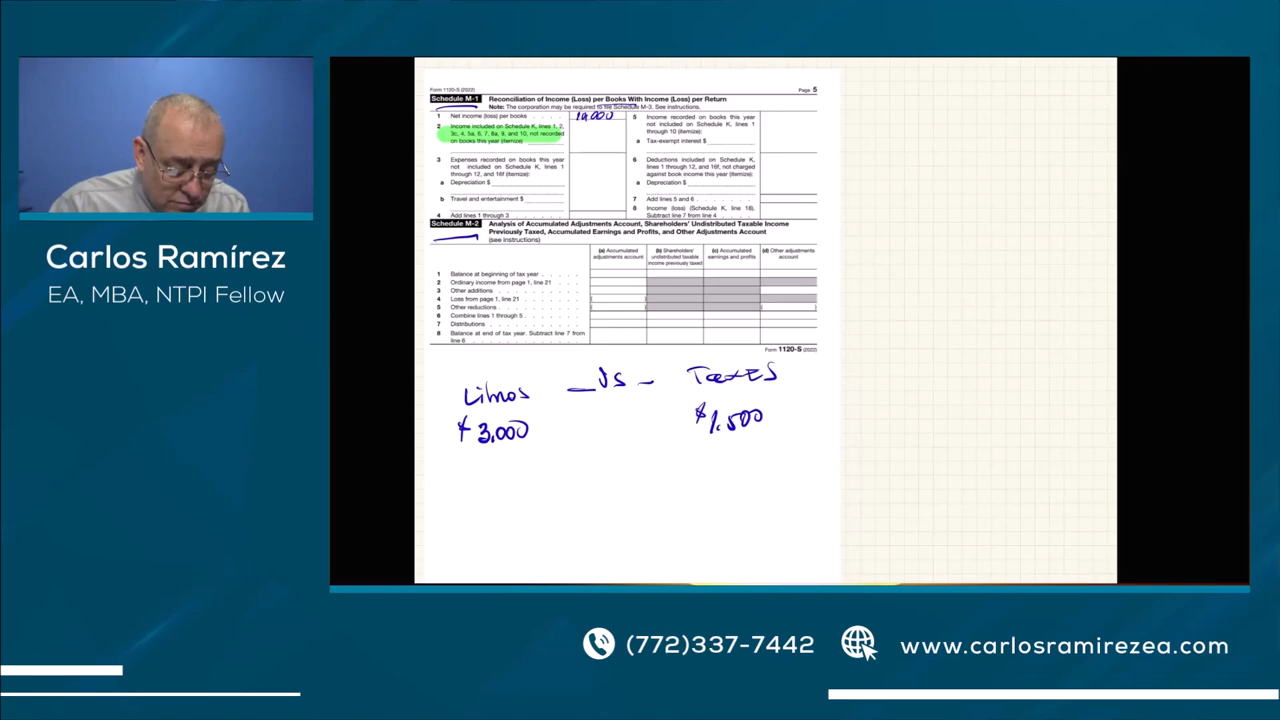 Carlos Ramírez
EA, MBA, NTPI Fellow
Form 1120-S (2022) Page 5
Schedule M-1 Reconciliation of Income (Loss) per Books With Income (Loss) per Return
Note: The corporation may be required to file Schedule M-3. See instructions.
1 Net income (loss) per books . . . . 10,000
2 Income included on Schedule K, lines 1, 2,
3c, 4, 5a, 6, 7, 8a, 9, and 10, not recorded
on books this year (itemize)
3 Expenses recorded on books this year
not included on Schedule K, lines 1
through 12, and 16f (itemize):
a Depreciation $
b Travel and entertainment $
4 Add lines 1 through 3 . . . . .
5 Income recorded on books this year
not included on Schedule K, lines 1
through 10 (itemize):
a Tax-exempt interest $
6 Deductions included on Schedule K,
lines 1 through 12, and 16f, not charged
against book income this year (itemize):
a Depreciation $
7 Add lines 5 and 6 . . . . .
8 Income (loss) (Schedule K, line 18).
Subtract line 7 from line 4 . . . .
Schedule M-2 Analysis of Accumulated Adjustments Account, Shareholders' Undistributed Taxable Income
Previously Taxed, Accumulated Earnings and Profits, and Other Adjustments Account
(see instructions)
(a) Accumulated adjustments account
(b) Shareholders' undistributed taxable income previously taxed
(c) Accumulated earnings and profits
(d) Other adjustments account
1 Balance at beginning of tax year . . . . .
2 Ordinary income from page 1, line 21 . . .
3 Other additions . . . . . . . . .
4 Loss from page 1, line 21 . . . . . . ( )
5 Other reductions . . . . . . . . . ( ) ( )
6 Combine lines 1 through 5 . . . . . .
7 Distributions . . . . . . . . . .
8 Balance at end of tax year. Subtract line 7 from
line 6 . . . . . . . . . . .
Form 1120-S (2022)
Libros — Vs — TaxES
$ 3,000 $ 1,500
(772)337-7442 www.carlosramirezea.com